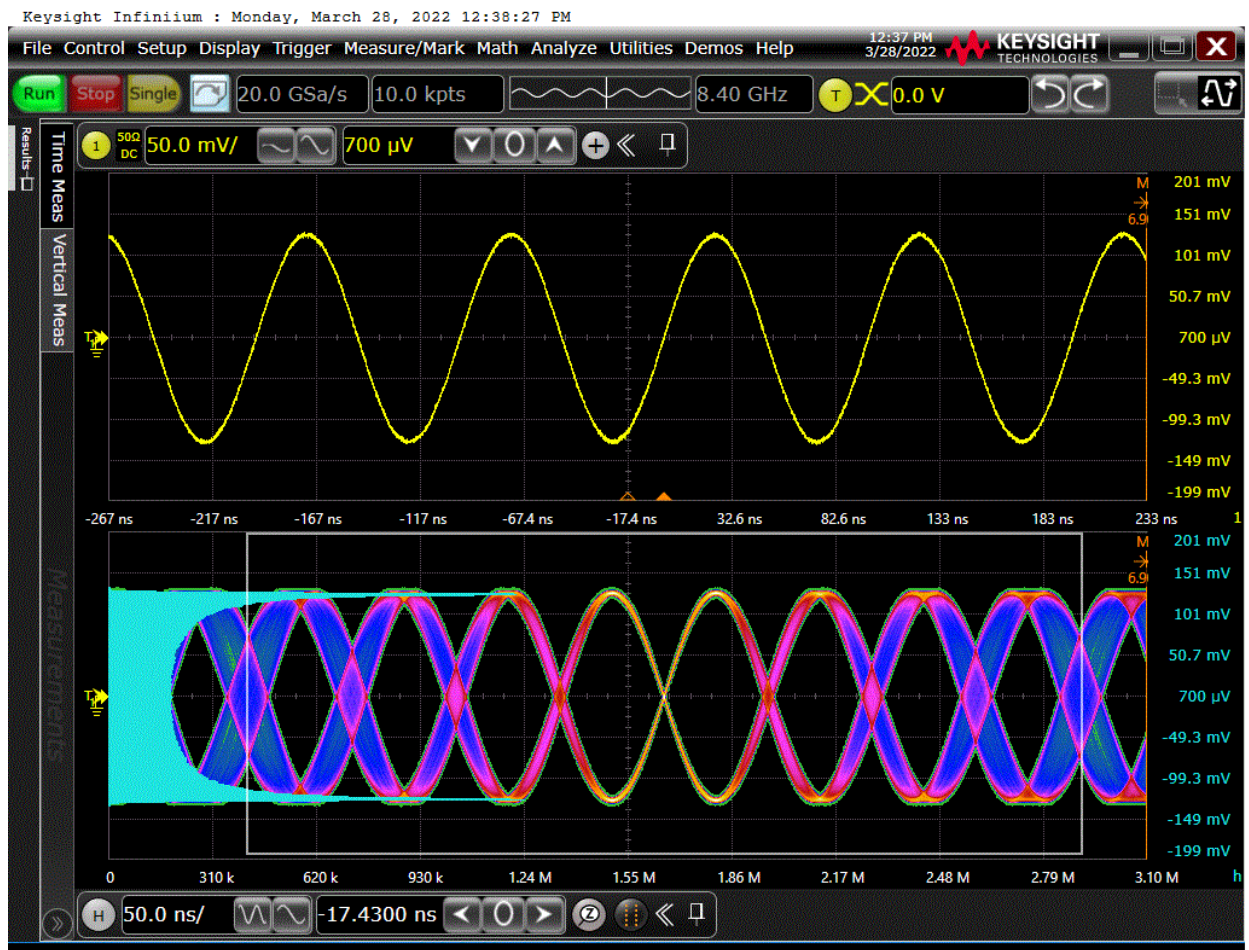 Keysight Infiniium : Monday, March 28, 2022 12:38:27 PM
File Control Setup Display Trigger Measure/Mark Math Analyze Utilities Demos Help
12:37 PM
3/28/2022
KEYSIGHT
TECHNOLOGIES
Run Stop Single 20.0 GSa/s 10.0 kpts 8.40 GHz T 0.0 V
Results
Time Meas
Vertical Meas
Measurements
1 50Ω DC 50.0 mV/ 700 µV
M
6.9
201 mV
151 mV
101 mV
50.7 mV
700 µV
-49.3 mV
-99.3 mV
-149 mV
-199 mV
T
-267 ns -217 ns -167 ns -117 ns -67.4 ns -17.4 ns 32.6 ns 82.6 ns 133 ns 183 ns 233 ns 1
M
6.9
201 mV
151 mV
101 mV
50.7 mV
700 µV
-49.3 mV
-99.3 mV
-149 mV
-199 mV
T
0 310 k 620 k 930 k 1.24 M 1.55 M 1.86 M 2.17 M 2.48 M 2.79 M 3.10 M h
H 50.0 ns/ -17.4300 ns 0 Z